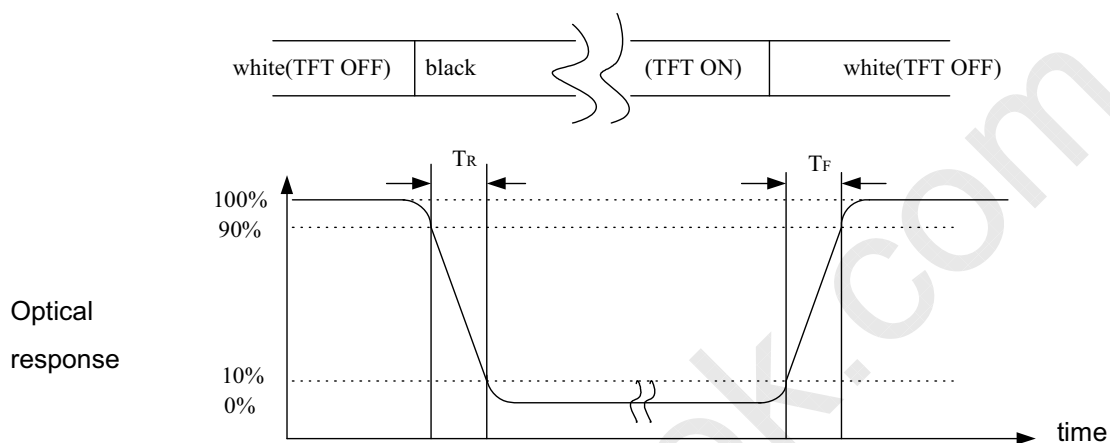 white(TFT OFF) black (TFT ON) white(TFT OFF)
TR TF
100%
90%
Optical
response
10%
0%
time